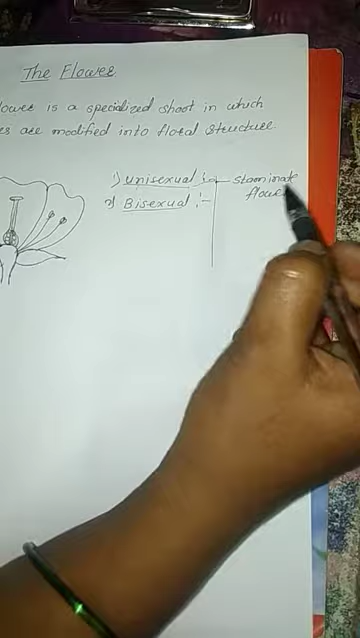 The Flower
lower is a specialized shoot in which
es are modified into floral structure.
1) Unisexual :- Staminate
flower
2) Bisexual :-